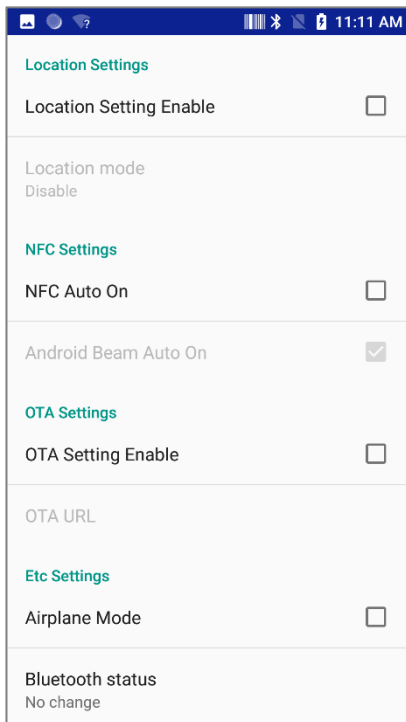 11:11 AM
Location Settings
Location Setting Enable
Location mode
Disable
NFC Settings
NFC Auto On
Android Beam Auto On
OTA Settings
OTA Setting Enable
OTA URL
Etc Settings
Airplane Mode
Bluetooth status
No change